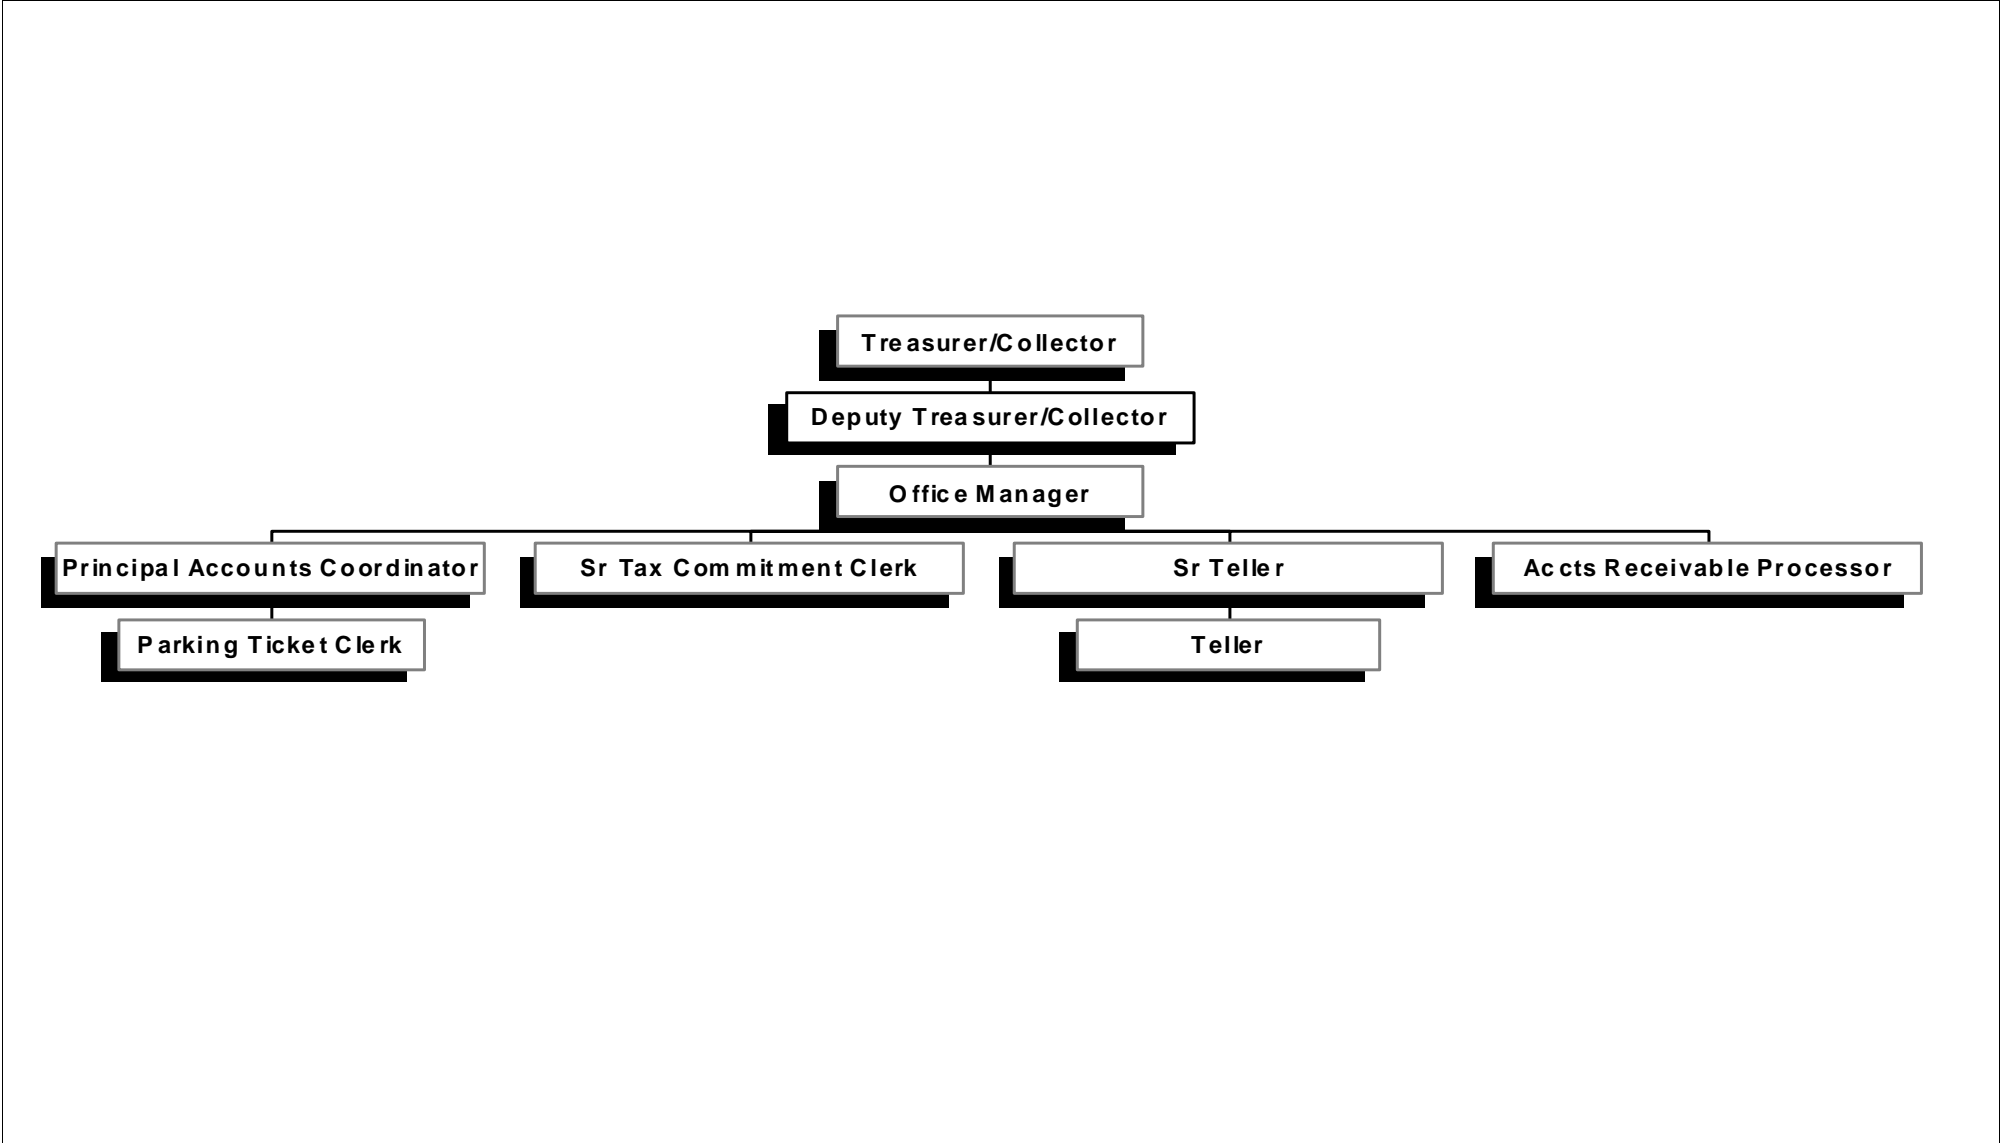 Treasurer/Collector
Deputy Treasurer/Collector
Office Manager
Principal Accounts Coordinator
Sr Tax Commitment Clerk
Sr Teller
Accts Receivable Processor
Parking Ticket Clerk
Teller